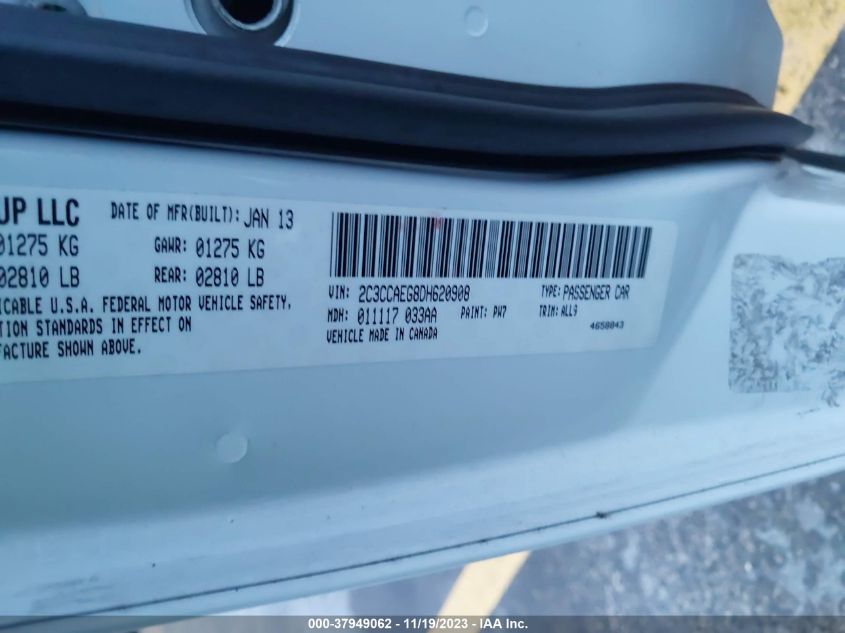 UP LLC DATE OF MFR(BUILT): JAN 13
01275 KG GAWR: 01275 KG
02810 LB REAR: 02810 LB
ICABLE U.S.A. FEDERAL MOTOR VEHICLE SAFETY,
TION STANDARDS IN EFFECT ON
FACTURE SHOWN ABOVE.
VIN: 2C3CCAEG8DH620908 TYPE: PASSENGER CAR
MDH: 011117 033AA PAINT: PW7 TRIM: ALL9
VEHICLE MADE IN CANADA 4658843
000-37949062 - 11/19/2023 - IAA Inc.